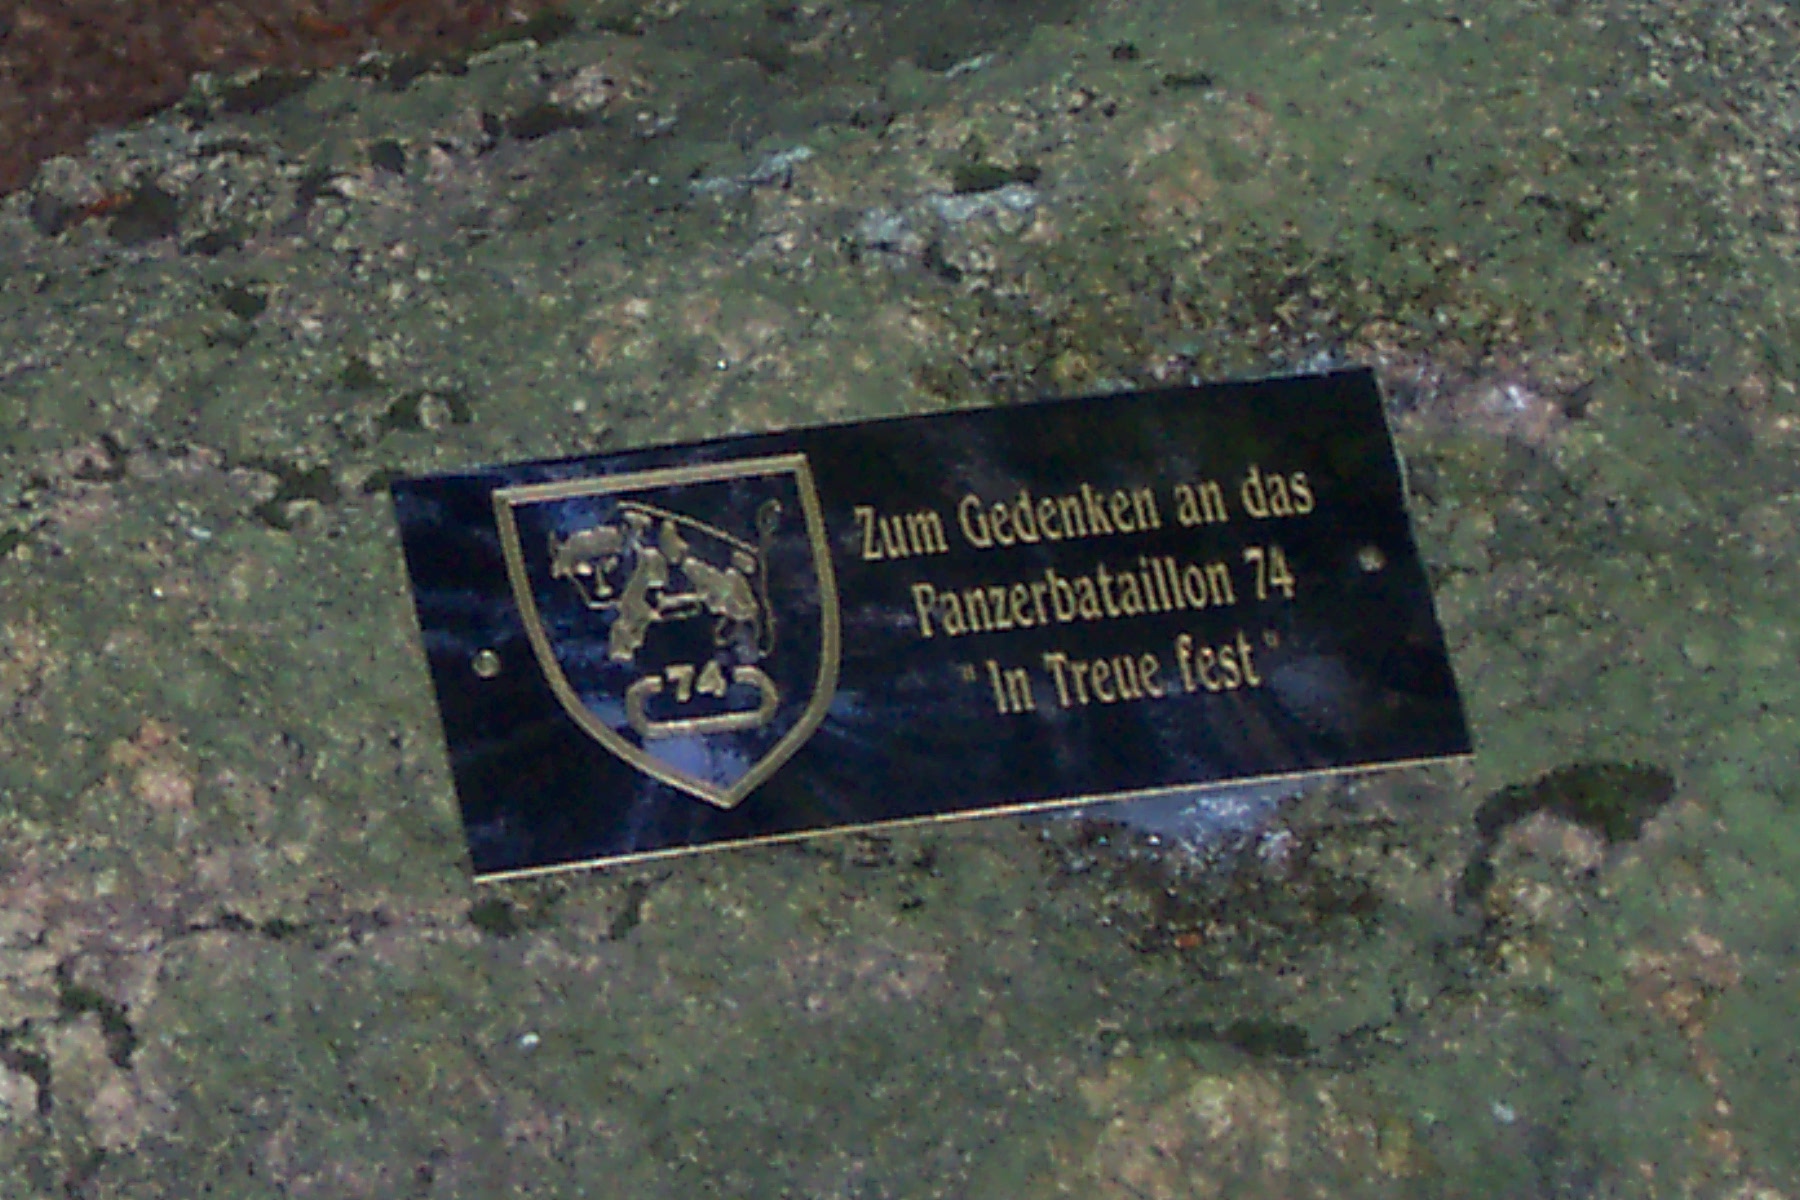 Zum Gedenken an das
Panzerbataillon 74
" In Treue fest "
74